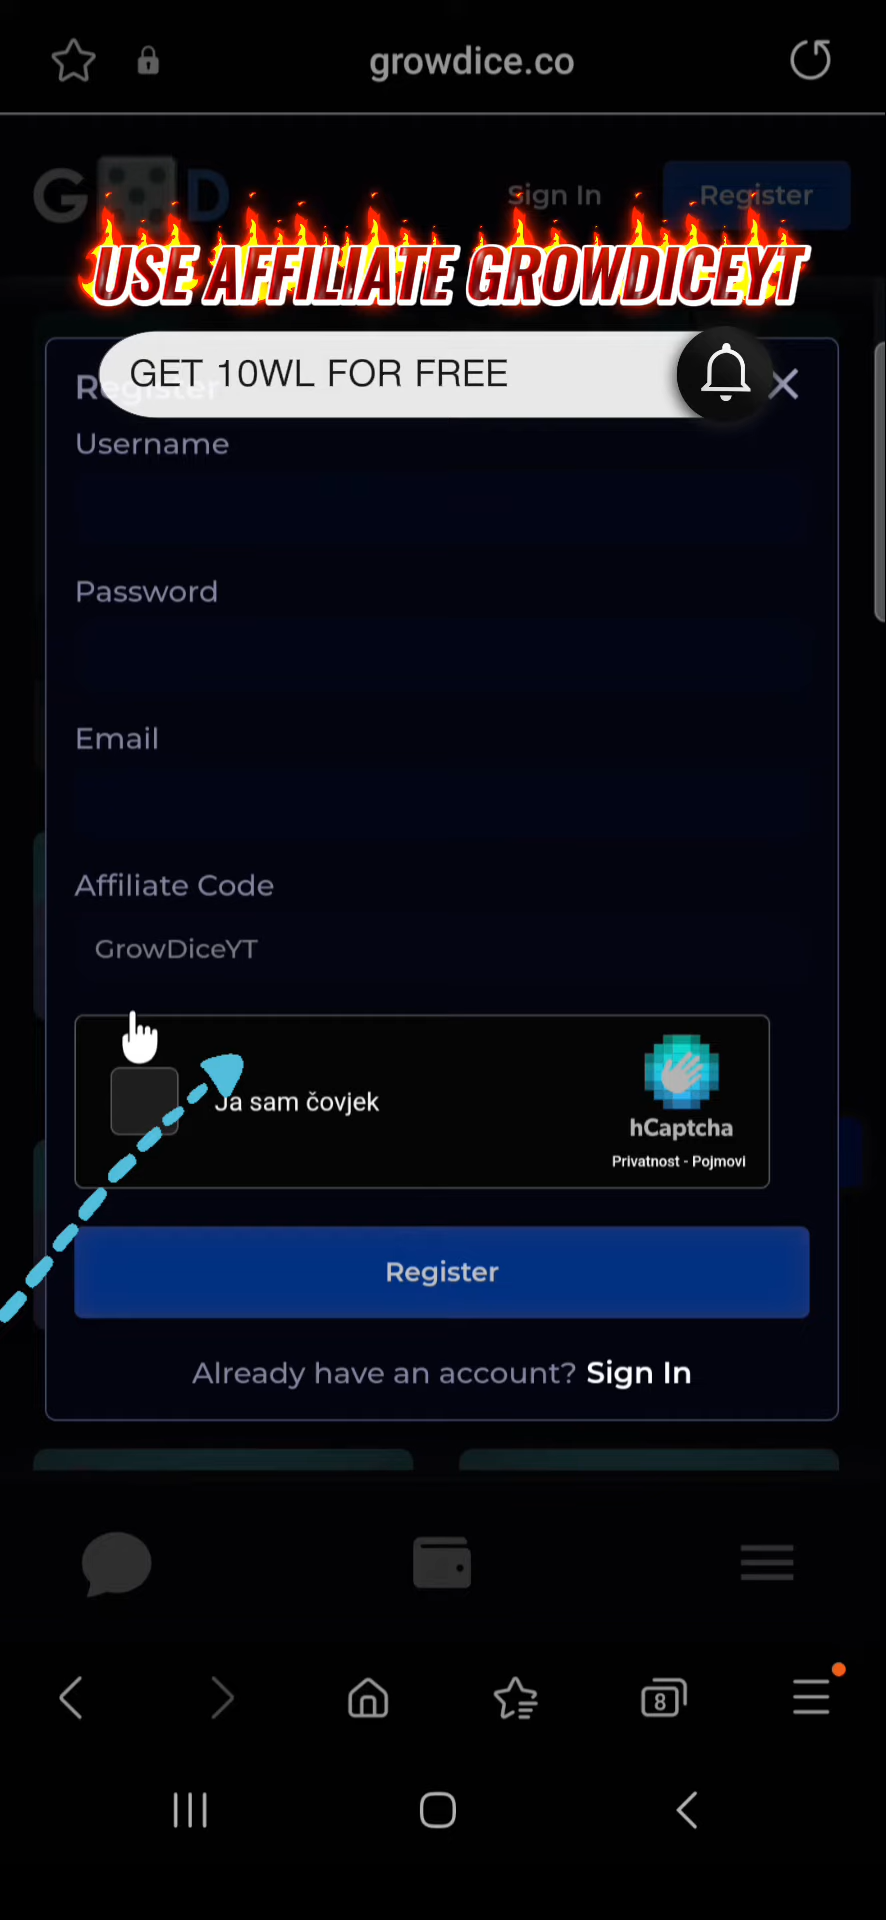 growdice.co
G D
Sign In
Register
USE AFFILIATE GROWDICEYT
GET 10WL FOR FREE
Register
Username
Password
Email
Affiliate Code
GrowDiceYT
Ja sam čovjek
hCaptcha
Privatnost - Pojmovi
Register
Already have an account? Sign In
8